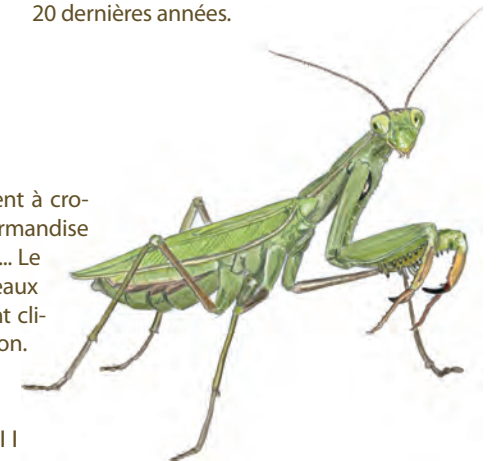 20 dernières années.
ent à cro-
rmandise
... Le
eaux
nt cli-
on.